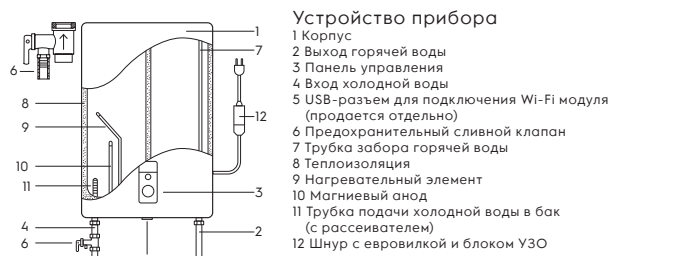 Устройство прибора
1 Корпус
2 Выход горячей воды
3 Панель управления
4 Вход холодной воды
5 USB-разъем для подключения Wi-Fi модуля
(продается отдельно)
6 Предохранительный сливной клапан
7 Трубка забора горячей воды
8 Теплоизоляция
9 Нагревательный элемент
10 Магниевый анод
11 Трубка подачи холодной воды в бак
(с рассеивателем)
12 Шнур с евровилкой и блоком УЗО
1
7
6
8
12
9
10
11
3
4
2
6